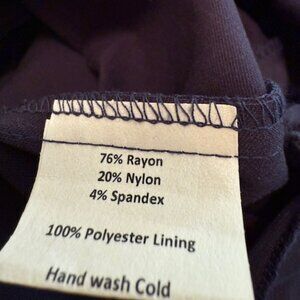 76% Rayon
20% Nylon
4% Spandex
100% Polyester Lining
Hand wash Cold